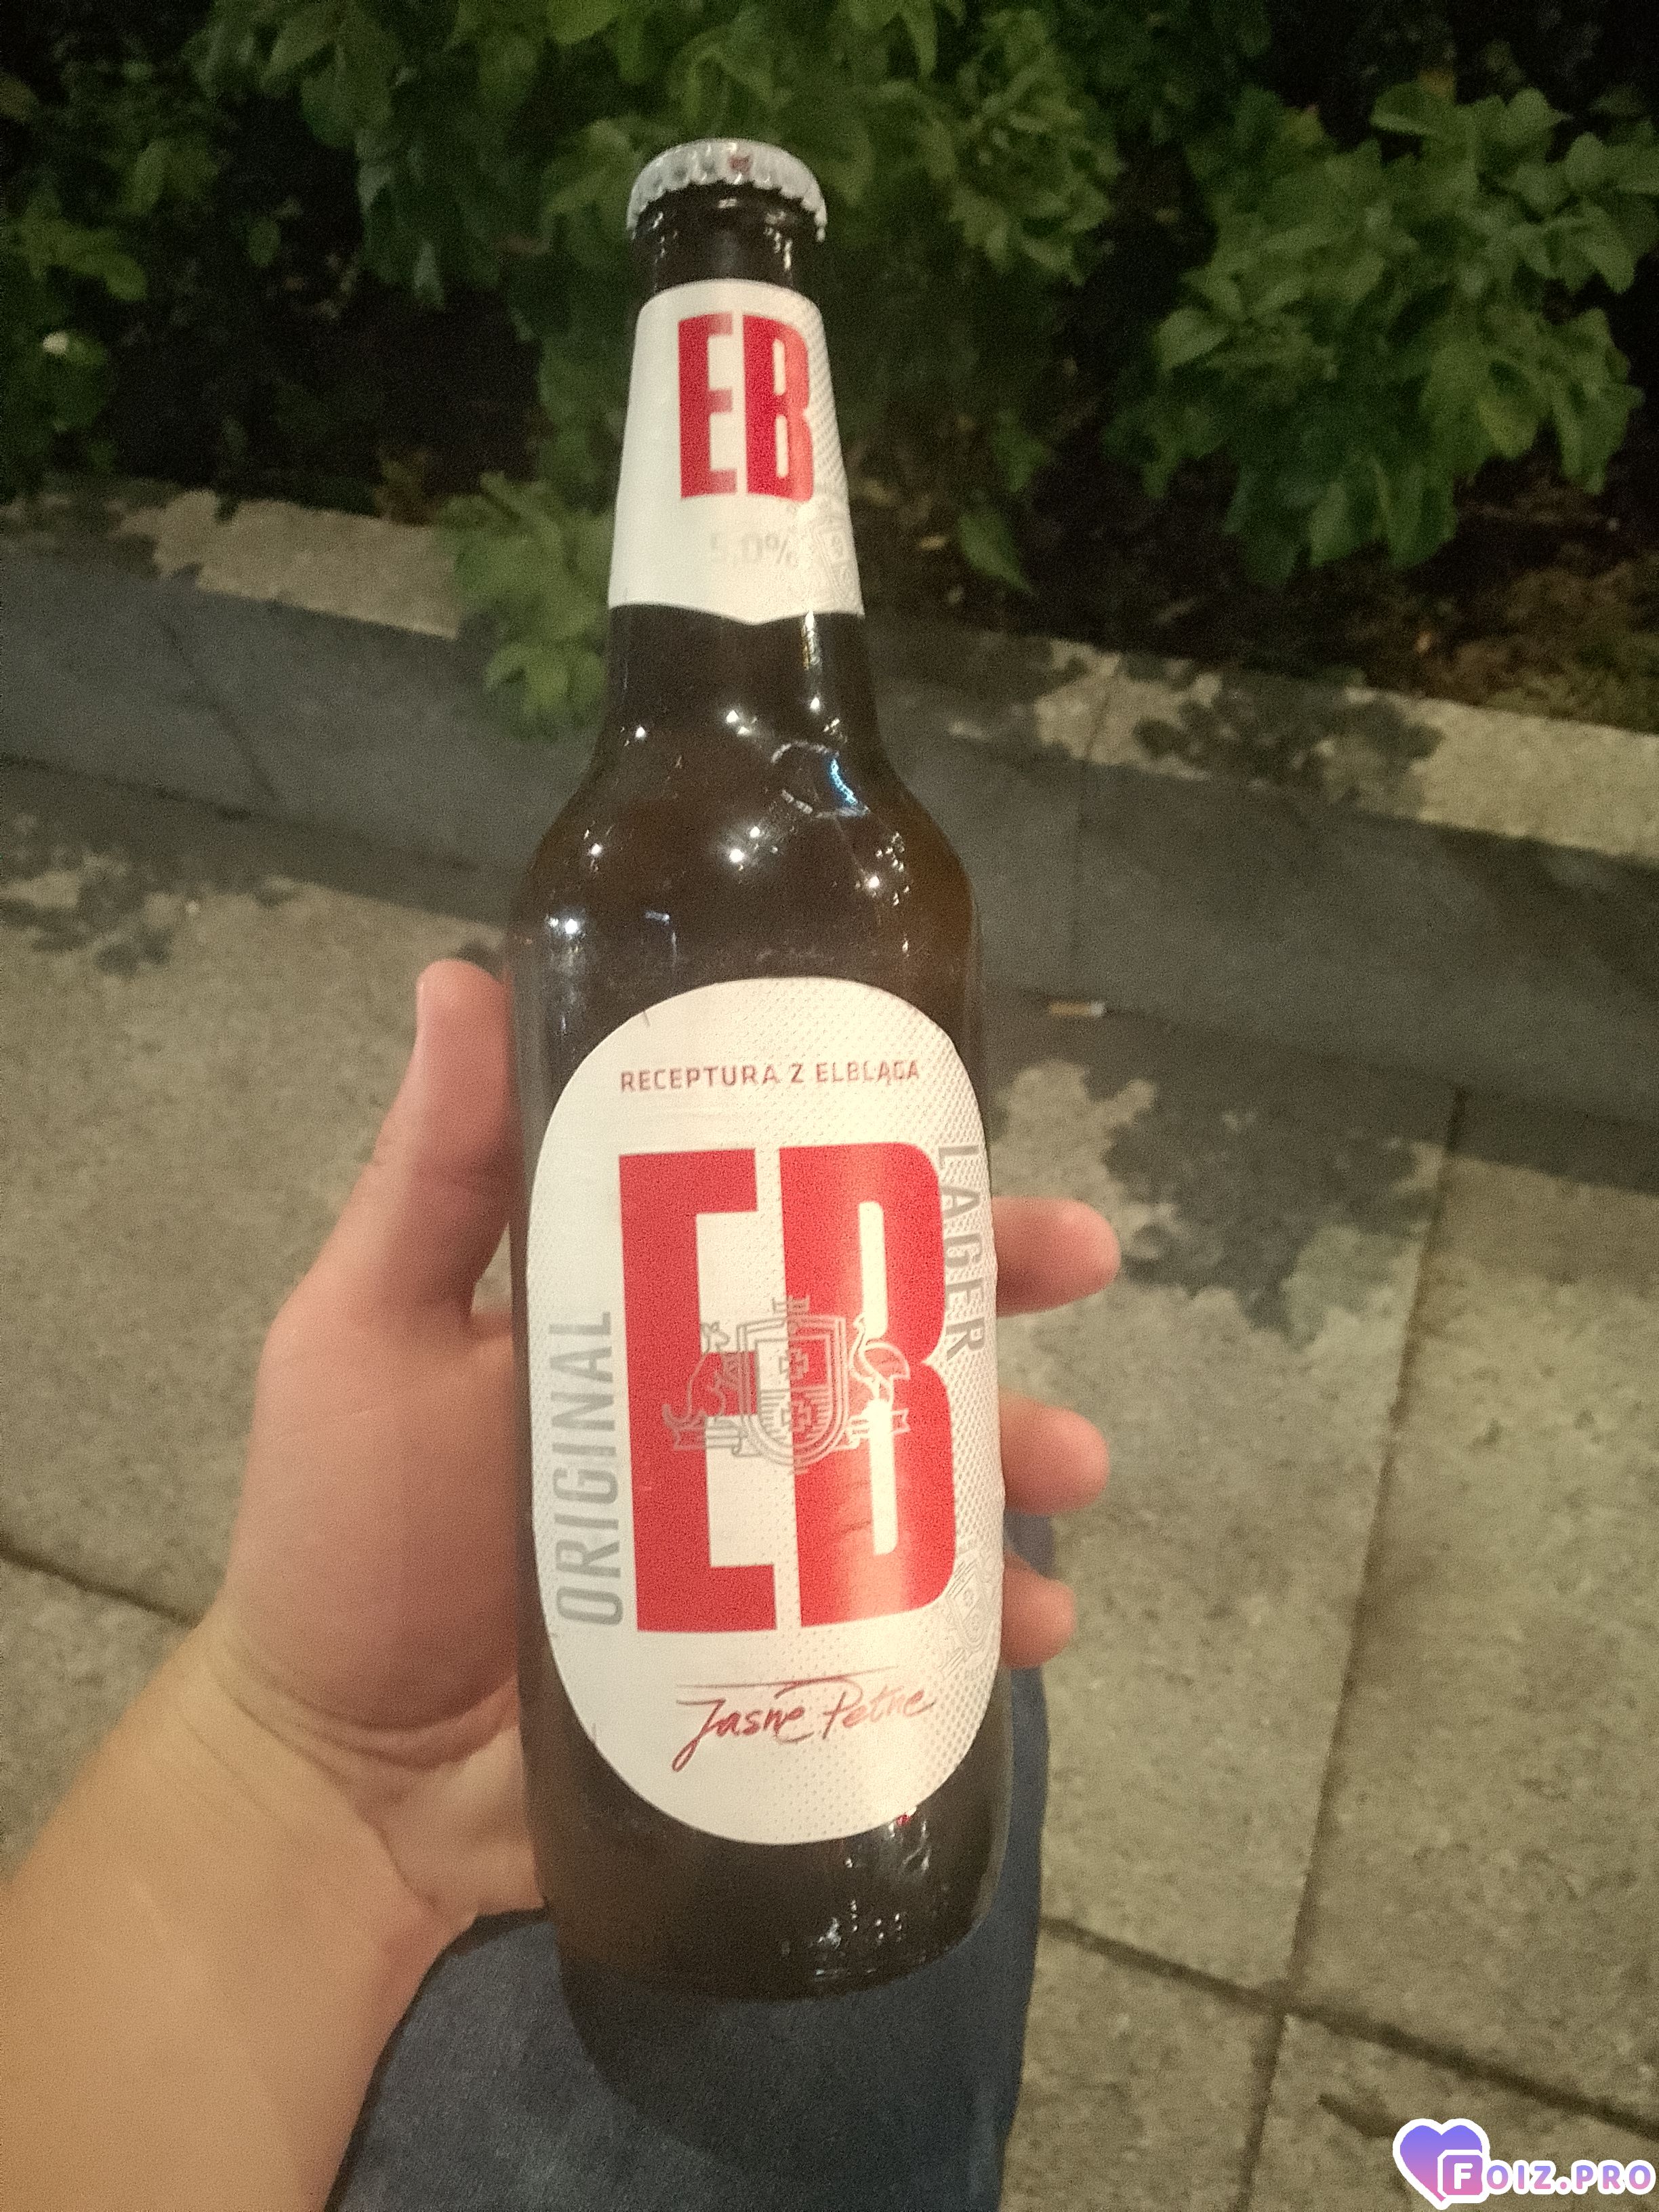 EB
5.0%
RECEPTURA Z ELBLĄGA
EB
ORIGINAL
LAGER
Jasne Pełne
FOIZ.PRO